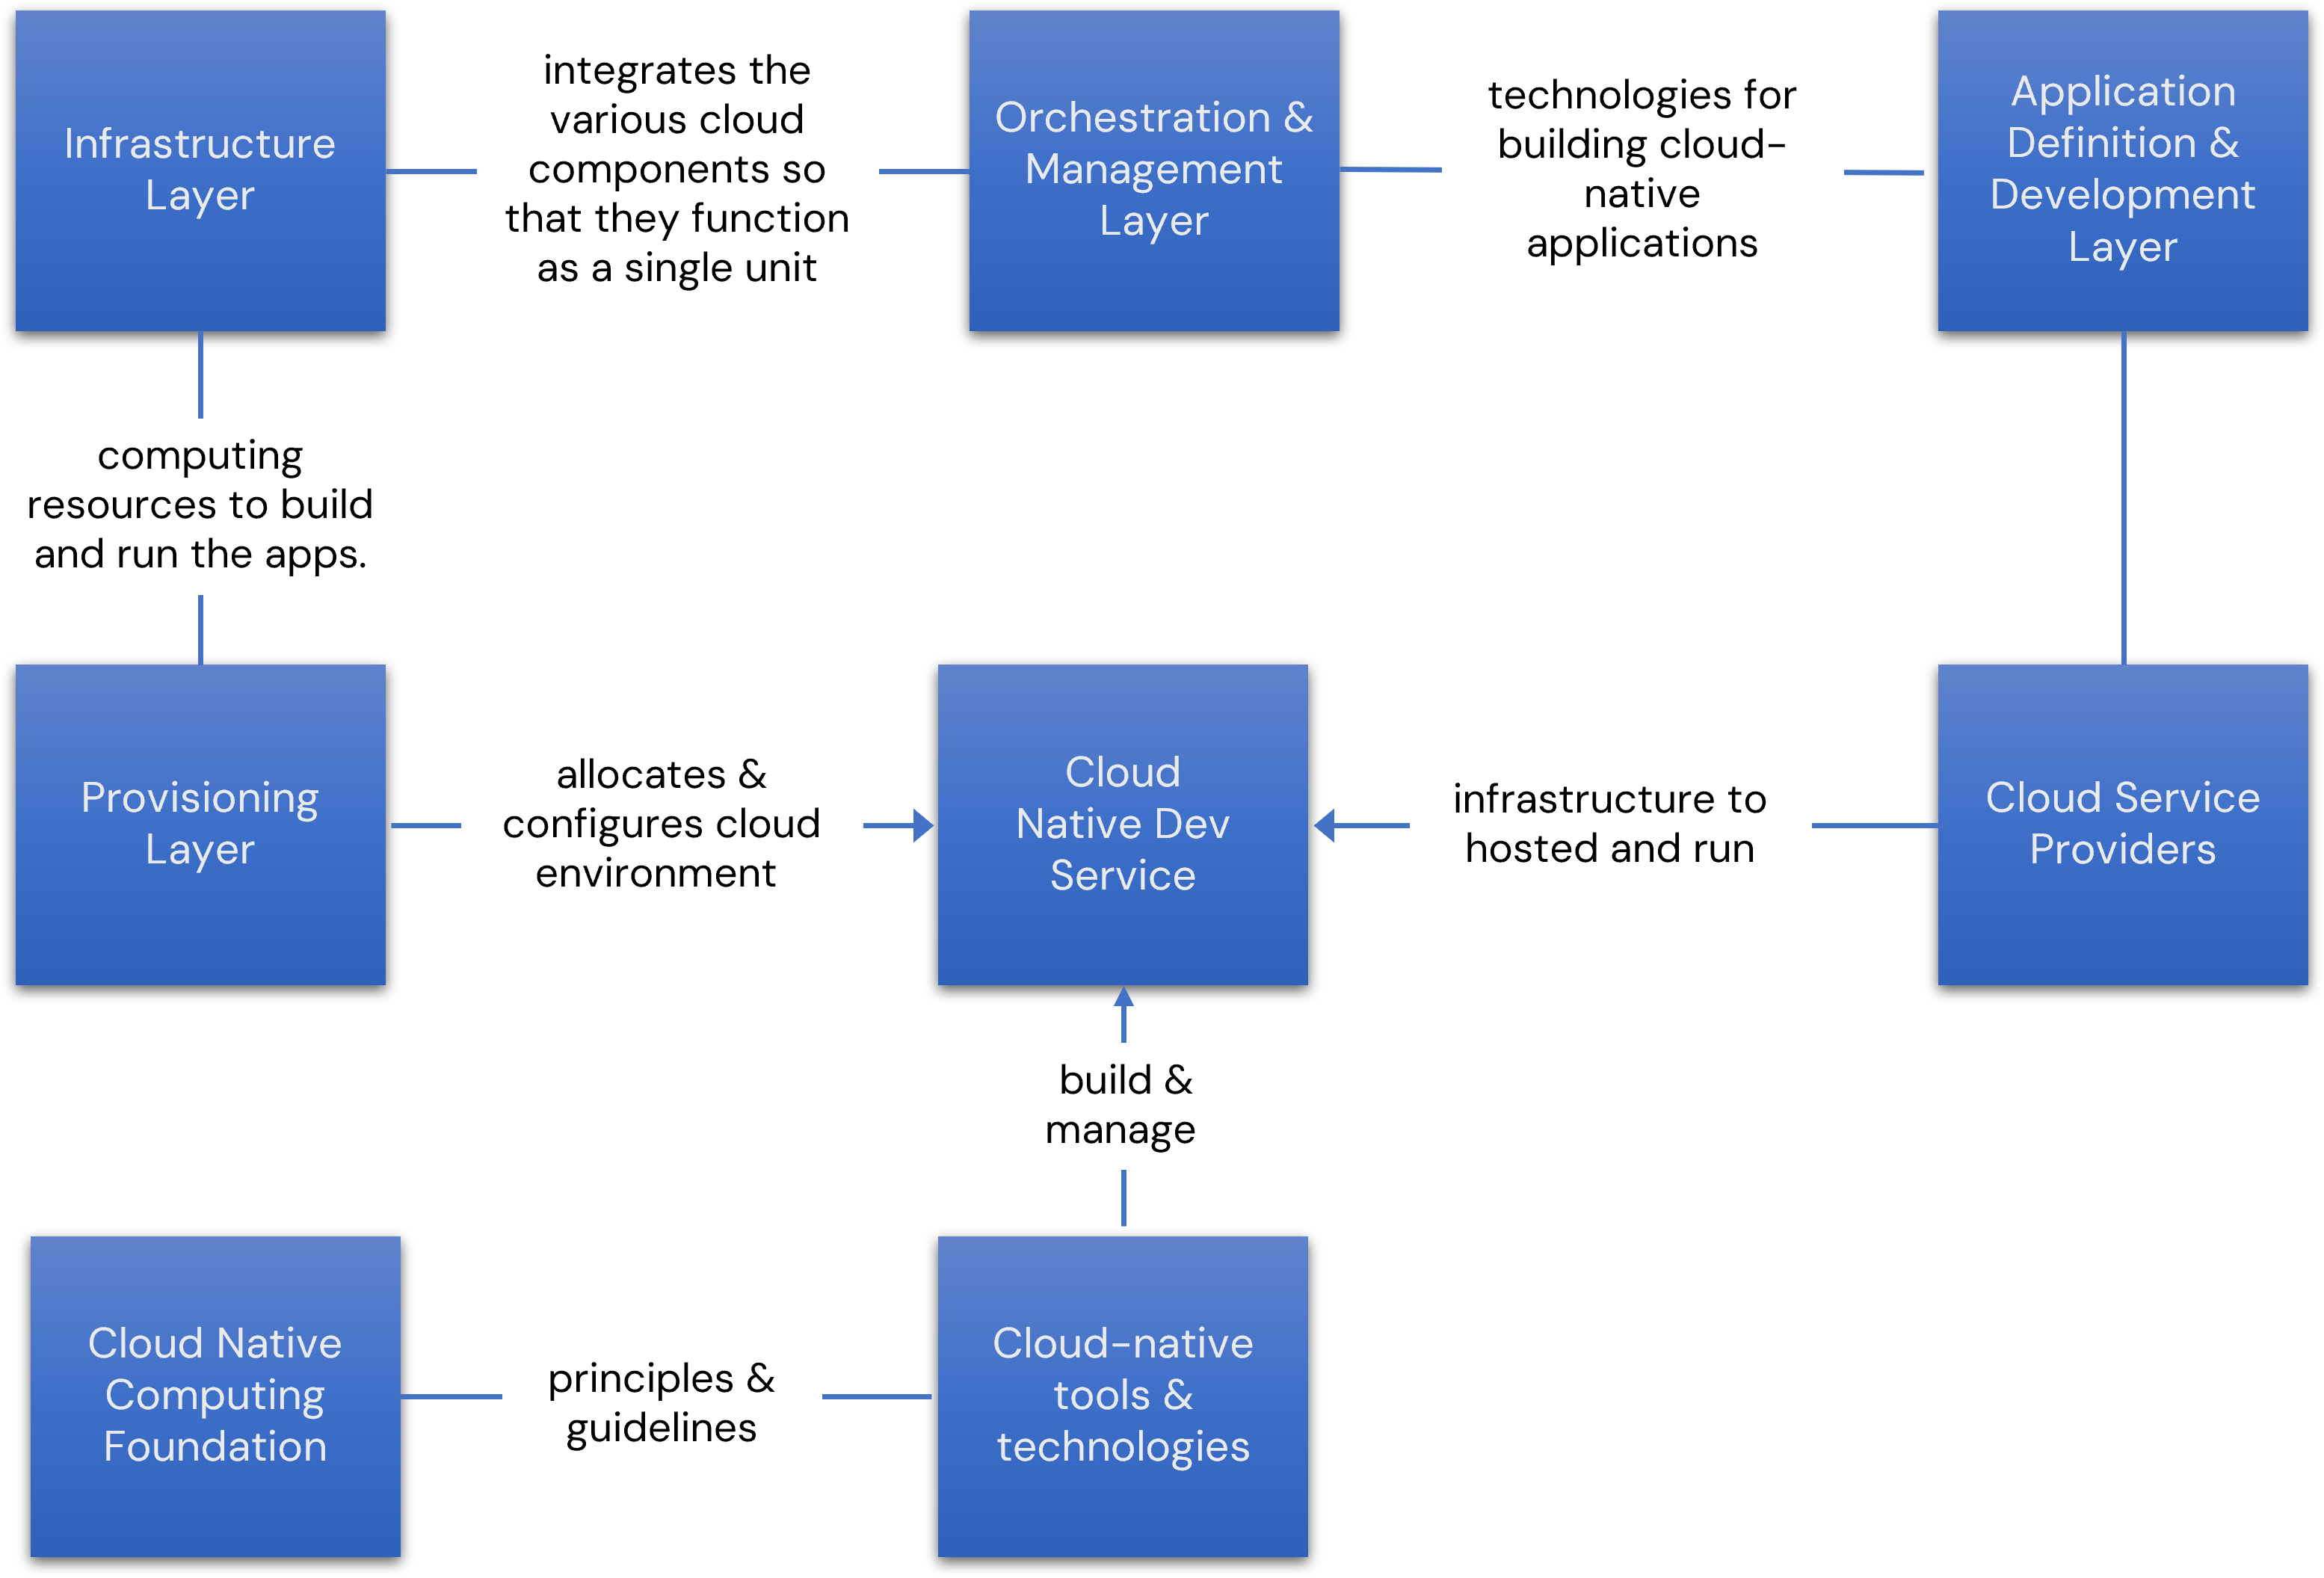 Infrastructure
Layer
integrates the
various cloud
components so
that they function
as a single unit
Orchestration &
Management
Layer
technologies for
building cloud-
native
applications
Application
Definition &
Development
Layer
computing
resources to build
and run the apps.
Provisioning
Layer
allocates &
configures cloud
environment
Cloud
Native Dev
Service
infrastructure to
hosted and run
Cloud Service
Providers
build &
manage
Cloud Native
Computing
Foundation
principles &
guidelines
Cloud-native
tools &
technologies